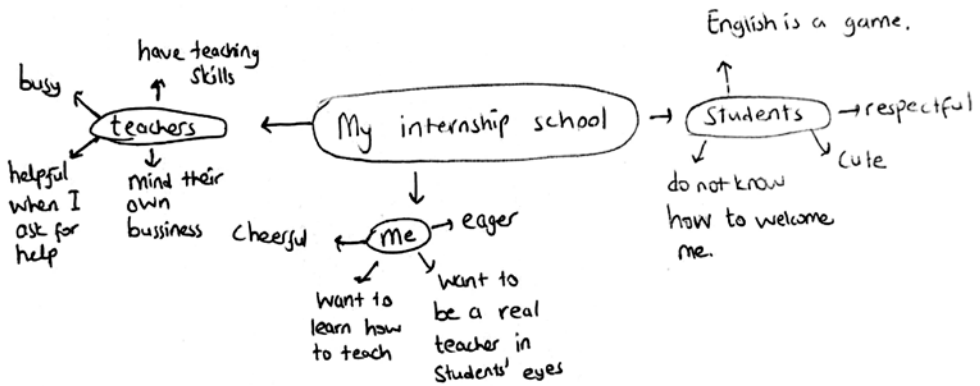 English is a game.
have teaching
skills
busy
teachers
My internship school
Students
respectful
cute
helpful
when I
ask for
help
mind their
own
bussiness
do not know
how to welcome
me.
Cheerful
Me
eager
want to
learn how
to teach
want to
be a real
teacher in
Students' eyes